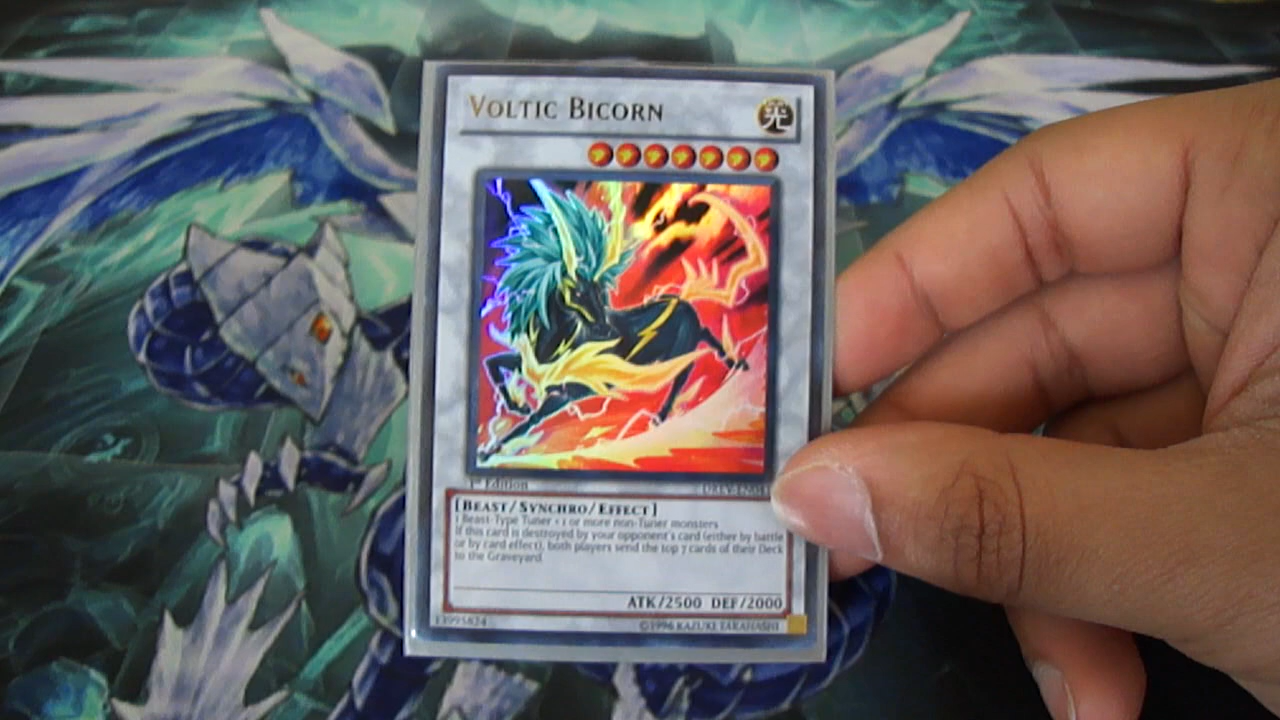 VOLTIC BICORN
光
1st Edition
[BEAST/SYNCHRO/EFFECT]
1 Beast-Type Tuner + 1 or more non-Tuner monsters
If this card is destroyed by your opponent's card (either by battle
or by card effect), both players send the top 7 cards of their Deck
to the Graveyard.
ATK/2500 DEF/2000
©1996 KAZUKI TAKAHASHI